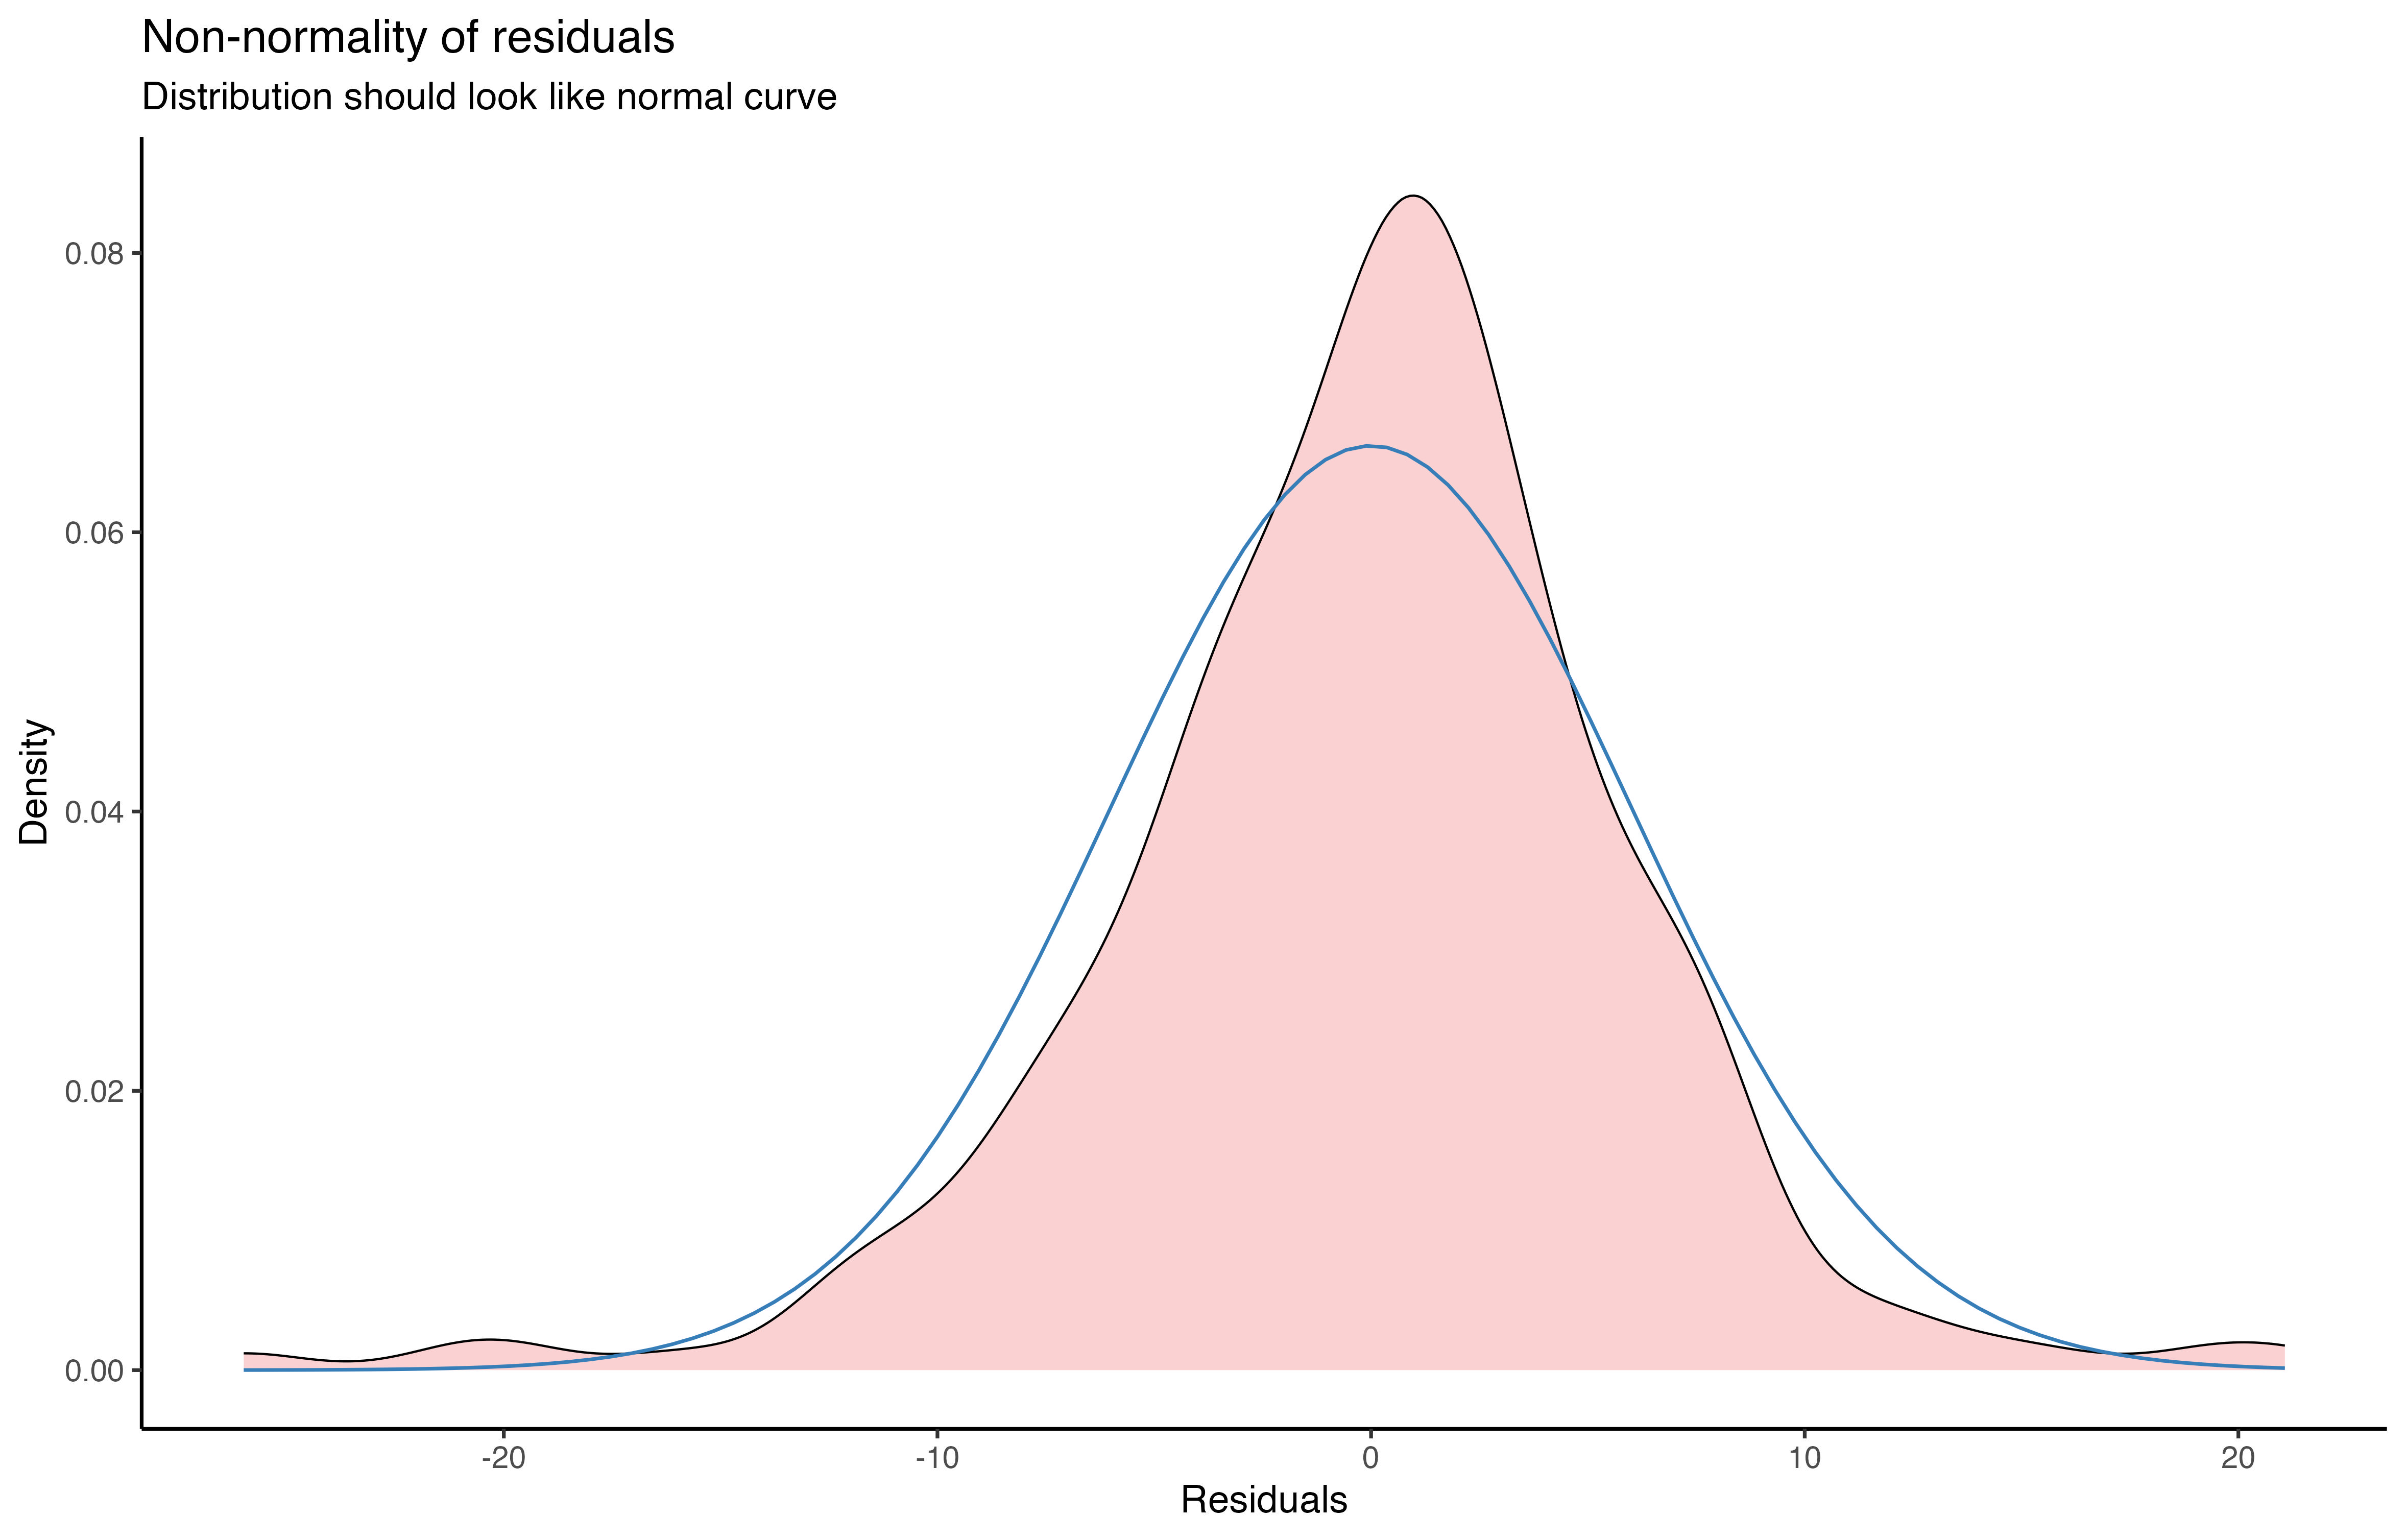 Non-normality of residuals
Distribution should look like normal curve
Density
0.08
0.06
0.04
0.02
0.00
-20 -10 0 10 20
Residuals